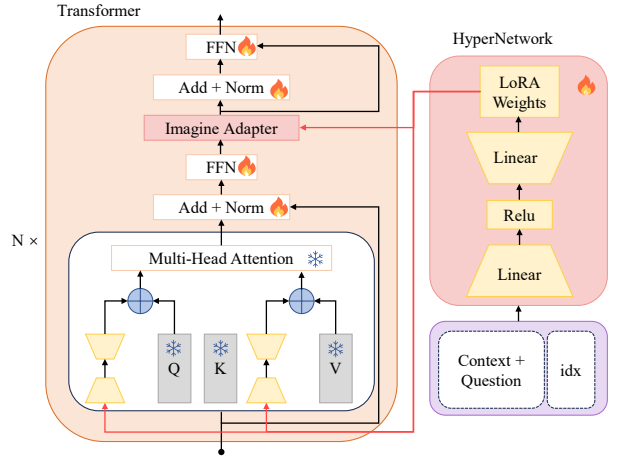 Transformer
FFN
Add + Norm
Imagine Adapter
FFN
Add + Norm
N ×
Multi-Head Attention
Q
K
V
HyperNetwork
LoRA
Weights
Linear
Relu
Linear
Context +
Question
idx